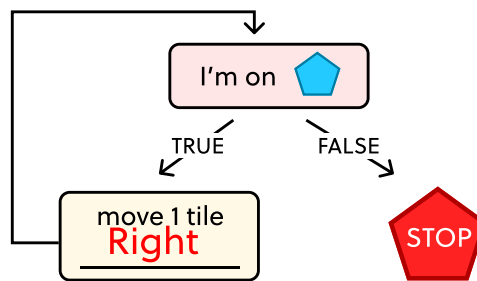 I'm on
TRUE
FALSE
move 1 tile
Right
STOP